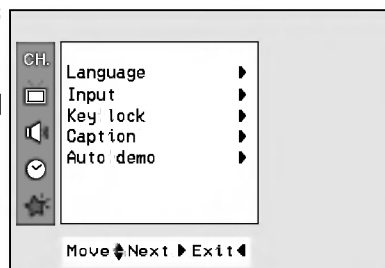 CH.
Language
Input
Key lock
Caption
Auto demo
Move Next Exit